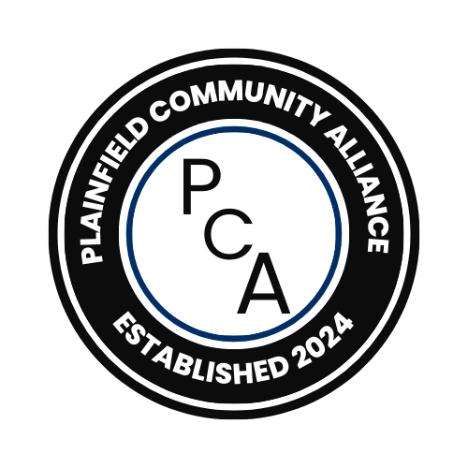 PLAINFIELD COMMUNITY ALLIANCE
P
C
A
ESTABLISHED 2024